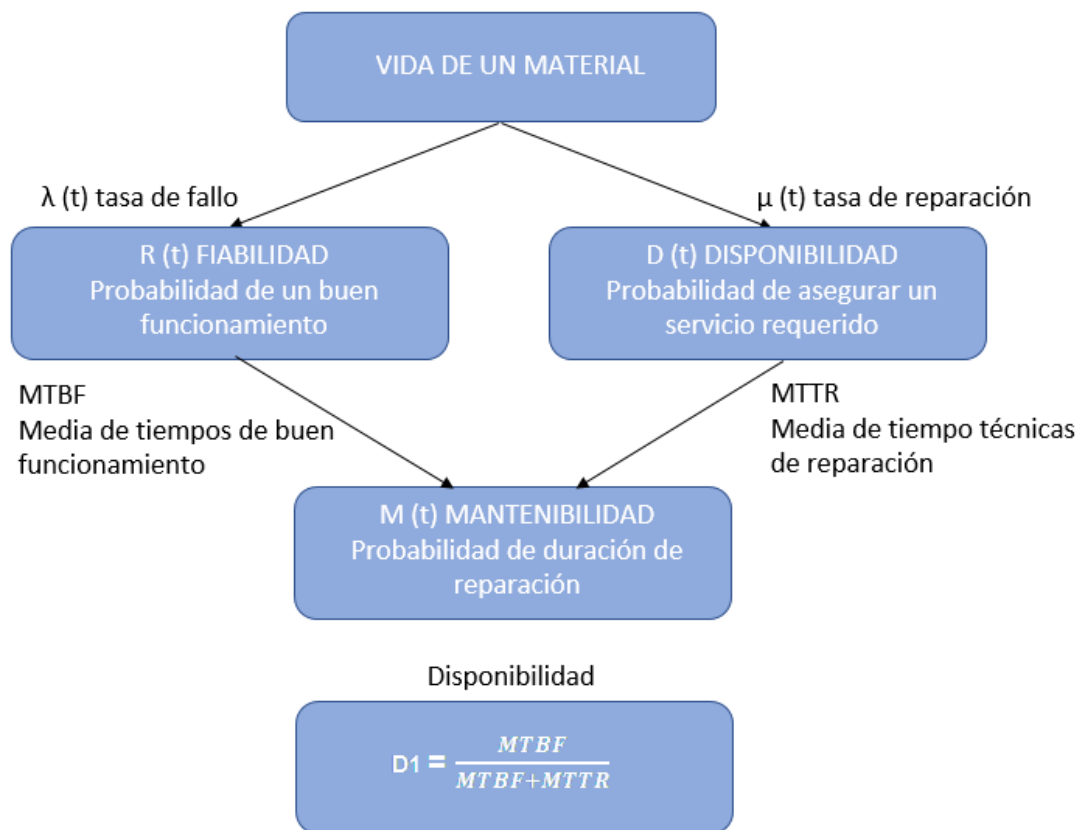 VIDA DE UN MATERIAL
λ (t) tasa de fallo
μ (t) tasa de reparación
R (t) FIABILIDAD
Probabilidad de un buen
funcionamiento
D (t) DISPONIBILIDAD
Probabilidad de asegurar un
servicio requerido
MTBF
Media de tiempos de buen
funcionamiento
MTTR
Media de tiempo técnicas
de reparación
M (t) MANTENIBILIDAD
Probabilidad de duración de
reparación
Disponibilidad
D1 = MTBF
MTBF+MTTR